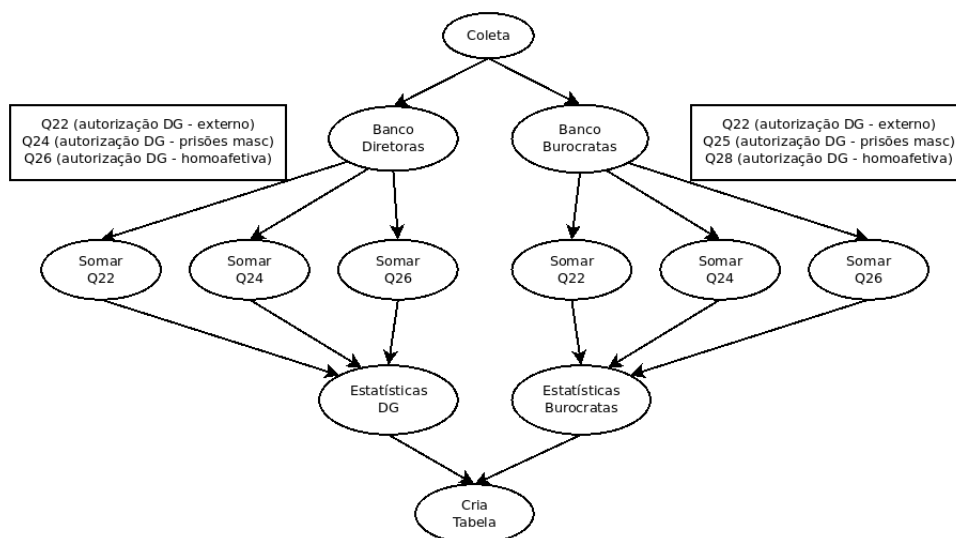 Coleta
Q22 (autorização DG - externo)
Q24 (autorização DG - prisões masc)
Q26 (autorização DG - homoafetiva)
Banco
Diretoras
Banco
Burocratas
Q22 (autorização DG - externo)
Q25 (autorização DG - prisões masc)
Q28 (autorização DG - homoafetiva)
Somar
Q22
Somar
Q24
Somar
Q26
Somar
Q22
Somar
Q24
Somar
Q26
Estatísticas
DG
Estatísticas
Burocratas
Cria
Tabela